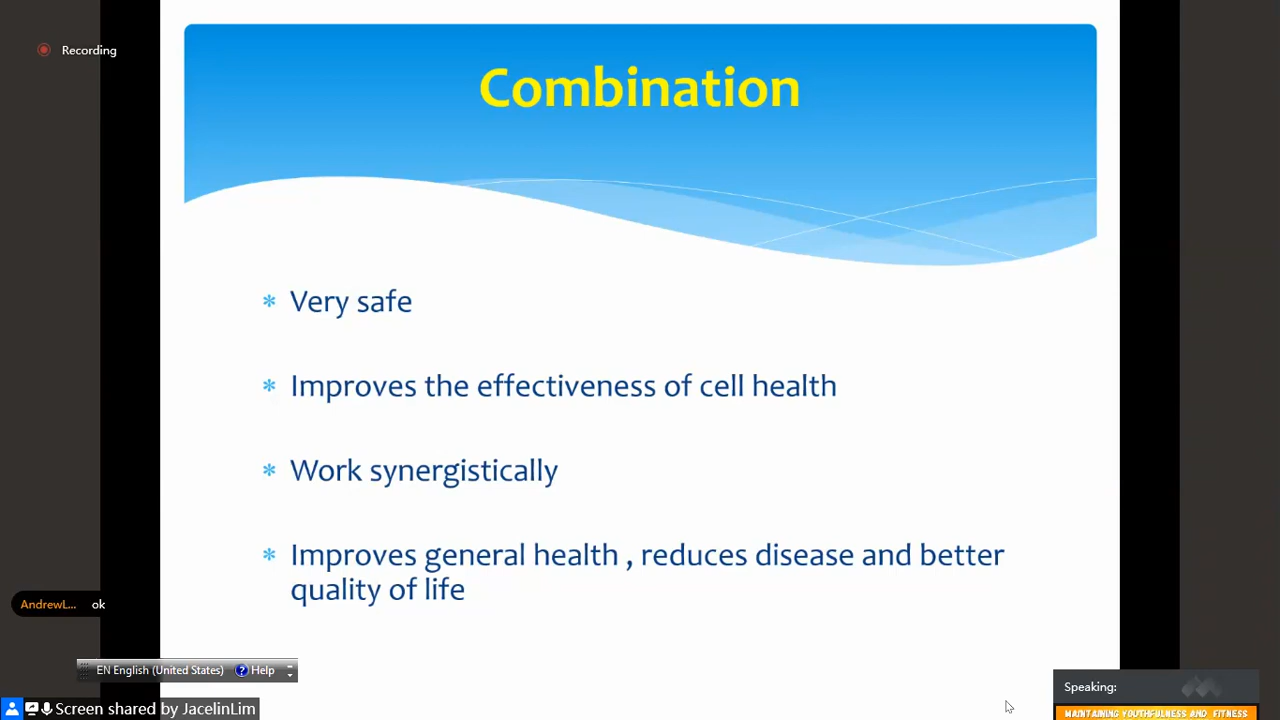 Recording
Combination
* Very safe
* Improves the effectiveness of cell health
* Work synergistically
* Improves general health , reduces disease and better
quality of life
AndrewL... ok
EN English (United States) Help
Screen shared by JacelinLim
Speaking:
MAINTAINING YOUTHFULNESS AND FITNESS